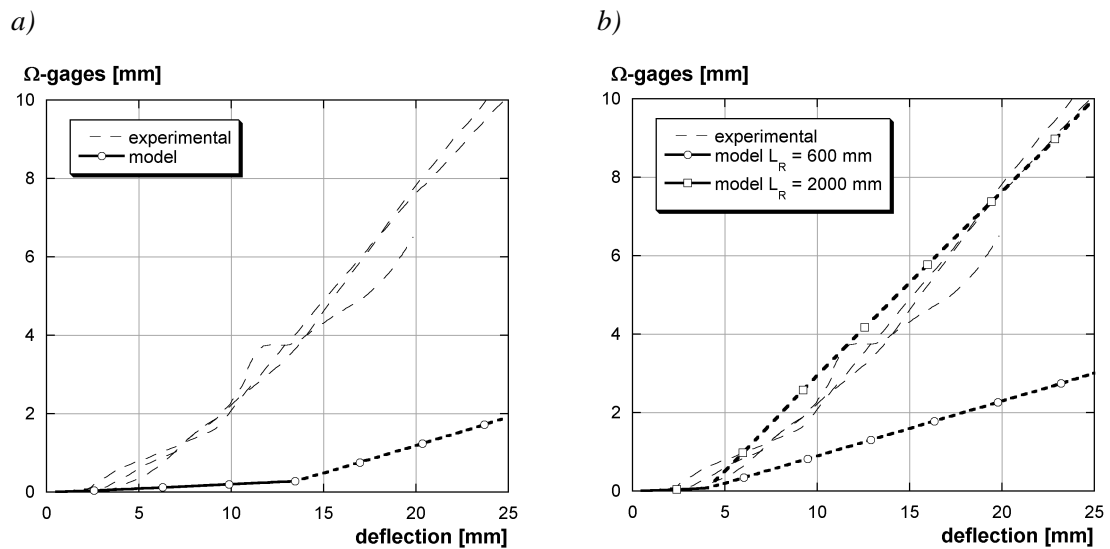 a)
Ω-gages [mm]
10
8
6
4
2
0
experimental
model
0 5 10 15 20 25
deflection [mm]
b)
Ω-gages [mm]
10
8
6
4
2
0
experimental
model L_R = 600 mm
model L_R = 2000 mm
0 5 10 15 20 25
deflection [mm]